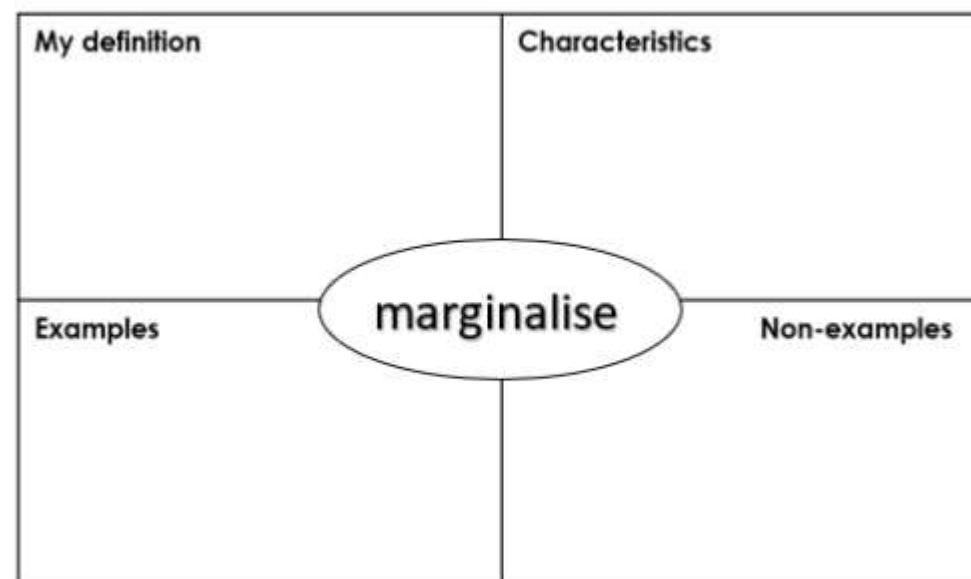 My definition
Characteristics
marginalise
Examples
Non-examples